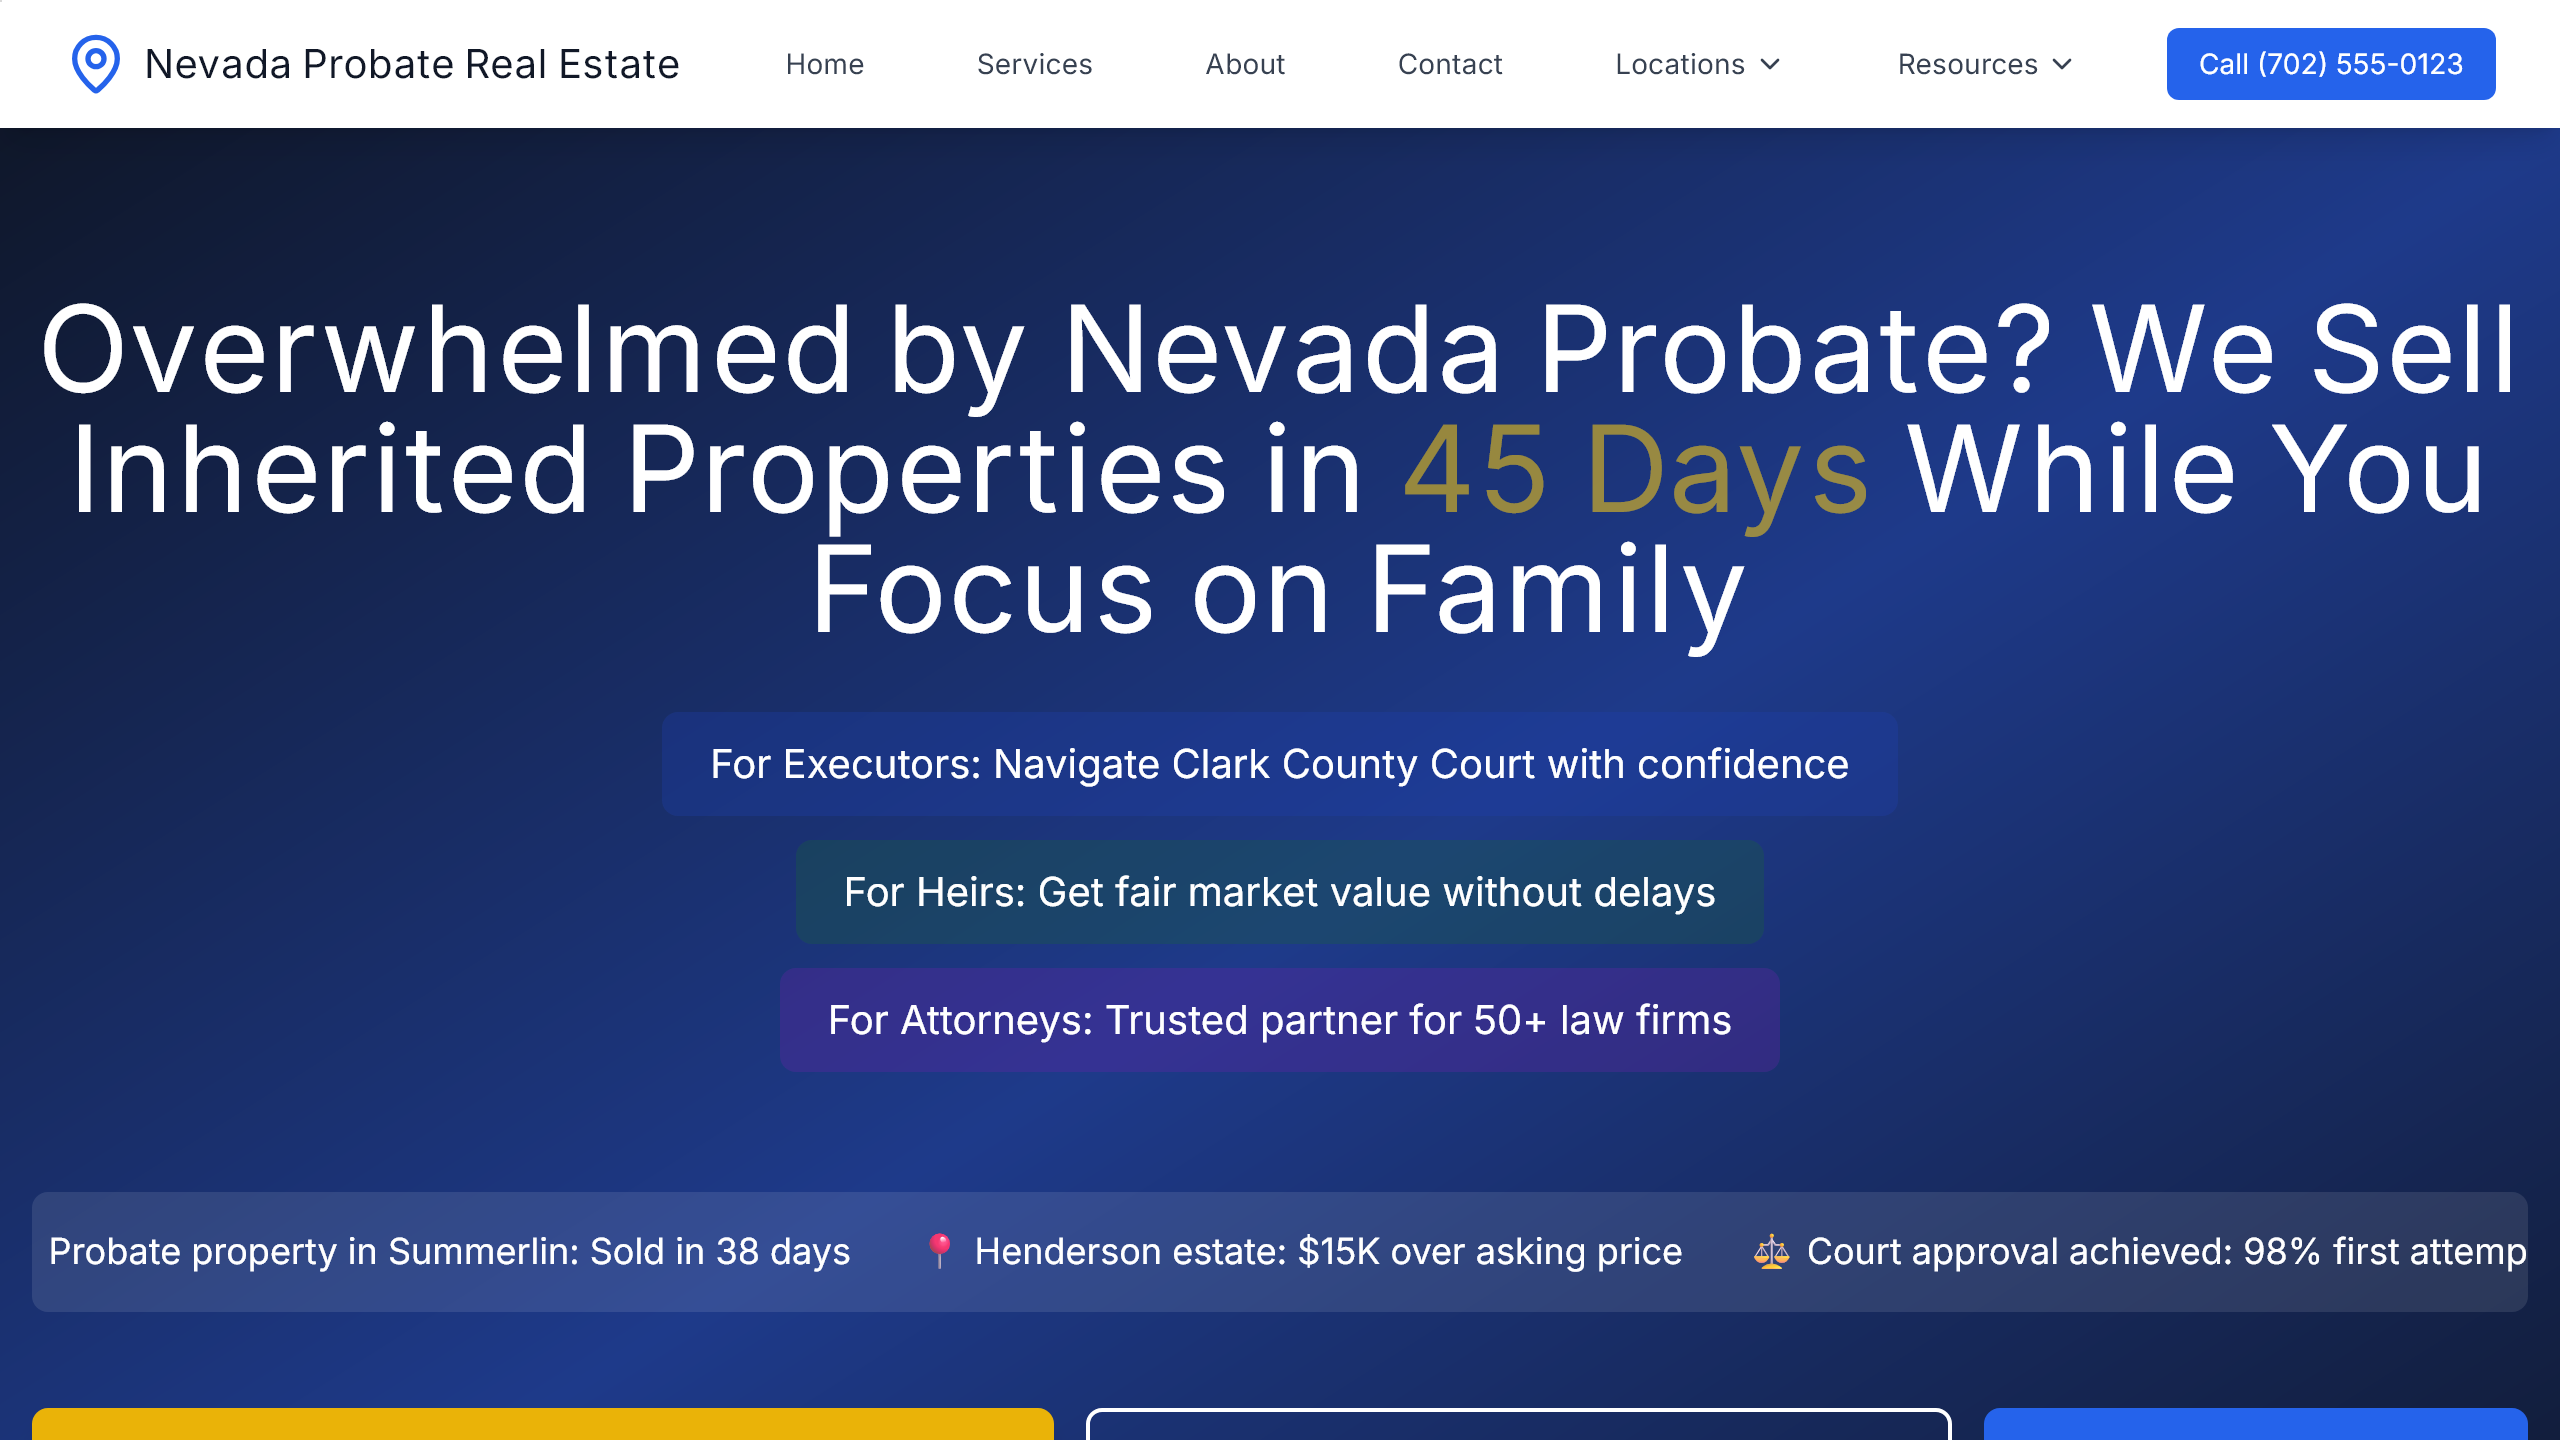 Nevada Probate Real Estate
Home
Services
About
Contact
Locations
Resources
Call (702) 555-0123
Overwhelmed by Nevada Probate? We Sell
Inherited Properties in 45 Days While You
Focus on Family
For Executors: Navigate Clark County Court with confidence
For Heirs: Get fair market value without delays
For Attorneys: Trusted partner for 50+ law firms
Probate property in Summerlin: Sold in 38 days
📍 Henderson estate: $15K over asking price
⚖️ Court approval achieved: 98% first attemp